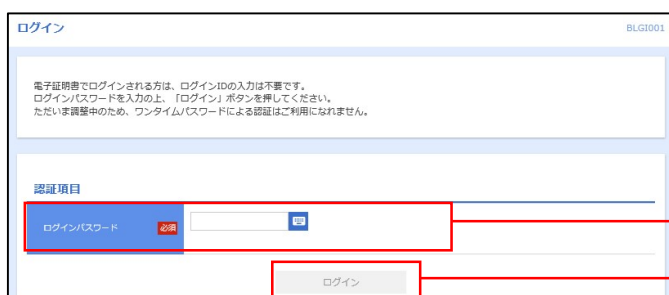 ログイン
BLGI001
電子証明書でログインされる方は、ログインIDの入力は不要です。
ログインパスワードを入力の上、「ログイン」ボタンを押してください。
ただいま調整中のため、ワンタイムパスワードによる認証はご利用になれません。
認証項目
ログインパスワード 必須
ログイン